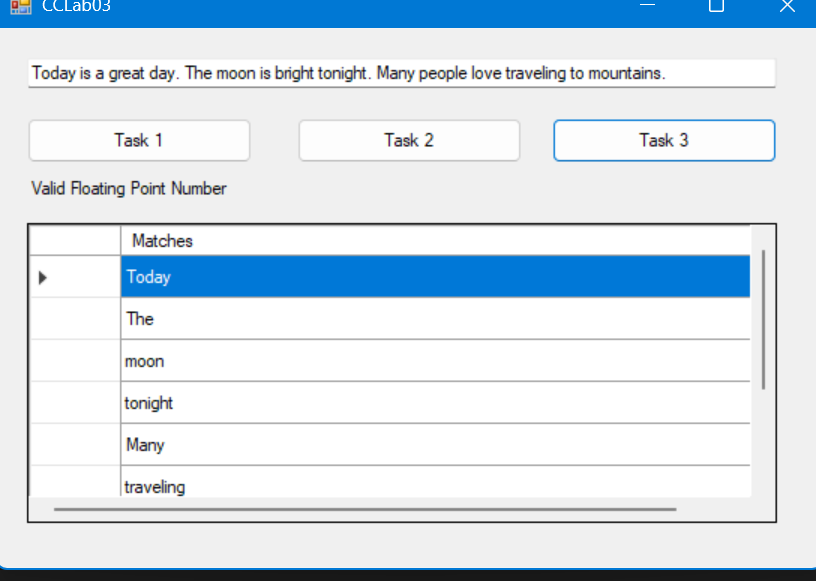 CCLab03
Today is a great day. The moon is bright tonight. Many people love traveling to mountains.
Task 1 Task 2 Task 3
Valid Floating Point Number
Matches
Today
The
moon
tonight
Many
traveling